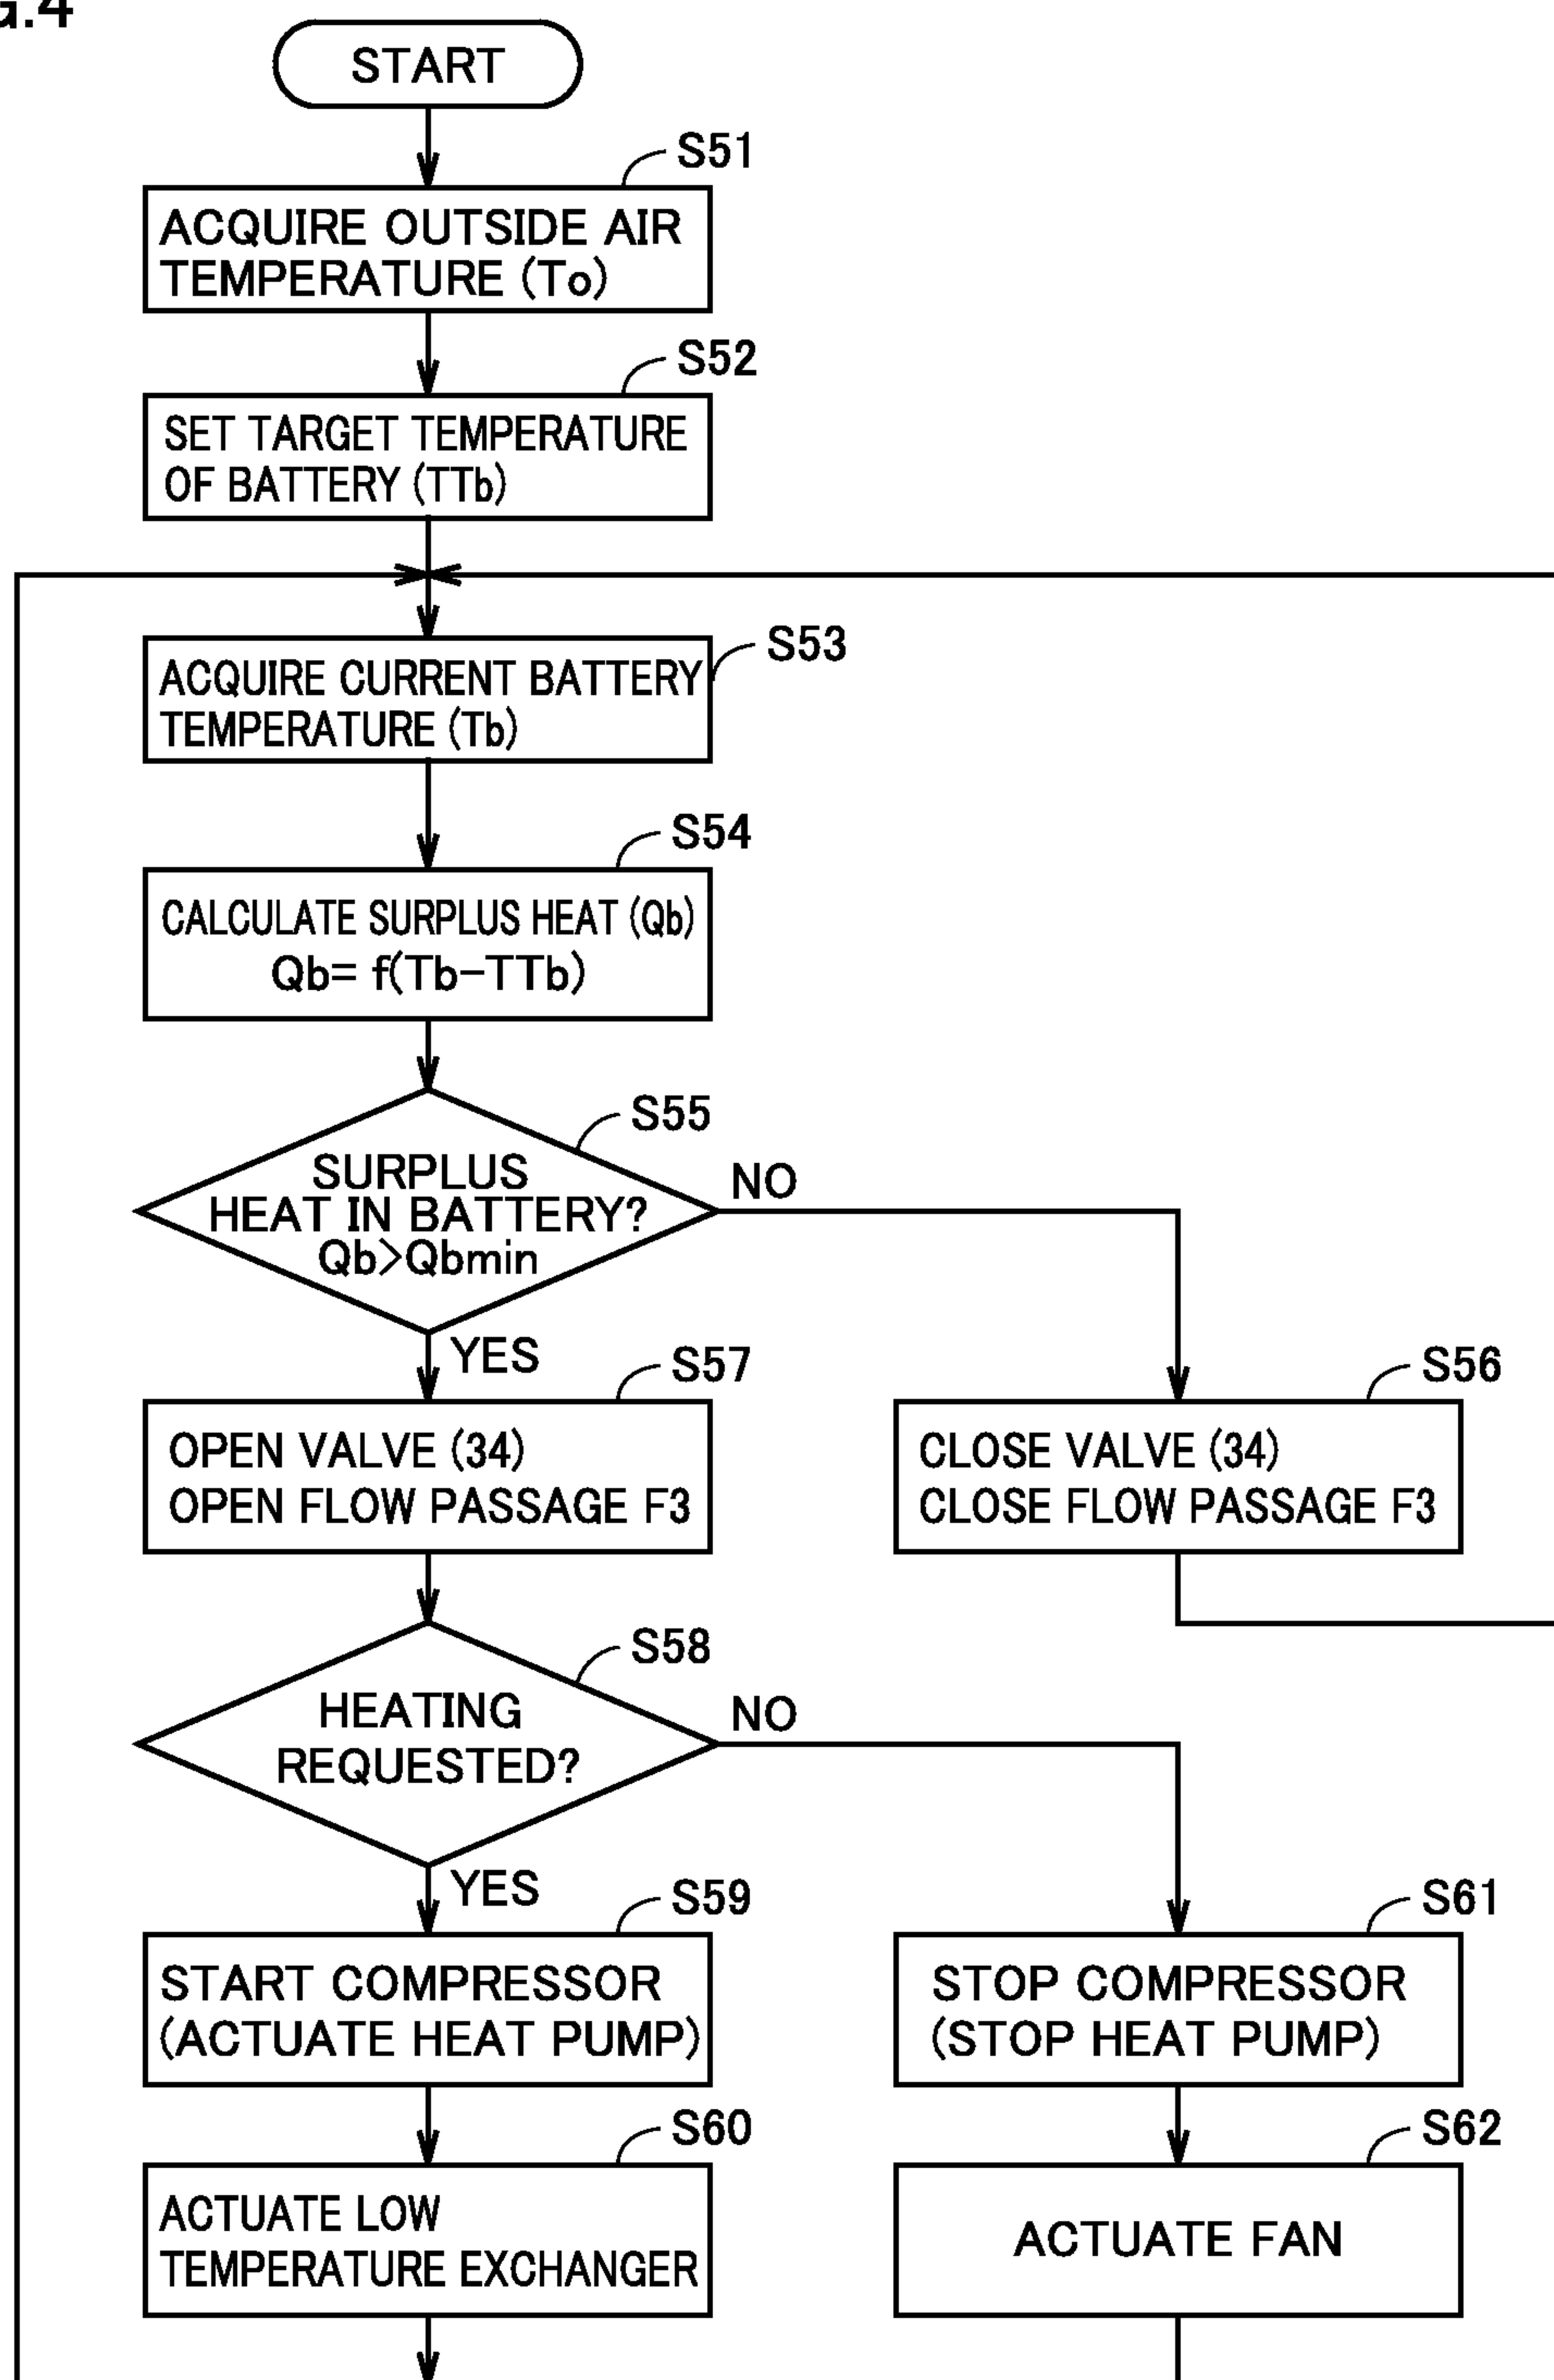 G.4
START
S51
ACQUIRE OUTSIDE AIR
TEMPERATURE (To)
S52
SET TARGET TEMPERATURE
OF BATTERY (TTb)
S53
ACQUIRE CURRENT BATTERY
TEMPERATURE (Tb)
S54
CALCULATE SURPLUS HEAT (Qb)
Qb= f(Tb-TTb)
S55
SURPLUS
HEAT IN BATTERY?
Qb>Qbmin
NO
YES
S57
OPEN VALVE (34)
OPEN FLOW PASSAGE F3
S56
CLOSE VALVE (34)
CLOSE FLOW PASSAGE F3
S58
HEATING
REQUESTED?
NO
YES
S59
START COMPRESSOR
(ACTUATE HEAT PUMP)
S61
STOP COMPRESSOR
(STOP HEAT PUMP)
S60
ACTUATE LOW
TEMPERATURE EXCHANGER
S62
ACTUATE FAN